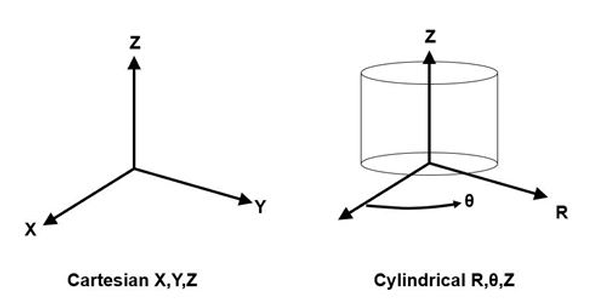 Z
X
Y
Cartesian X,Y,Z
Z
θ
R
Cylindrical R,θ,Z